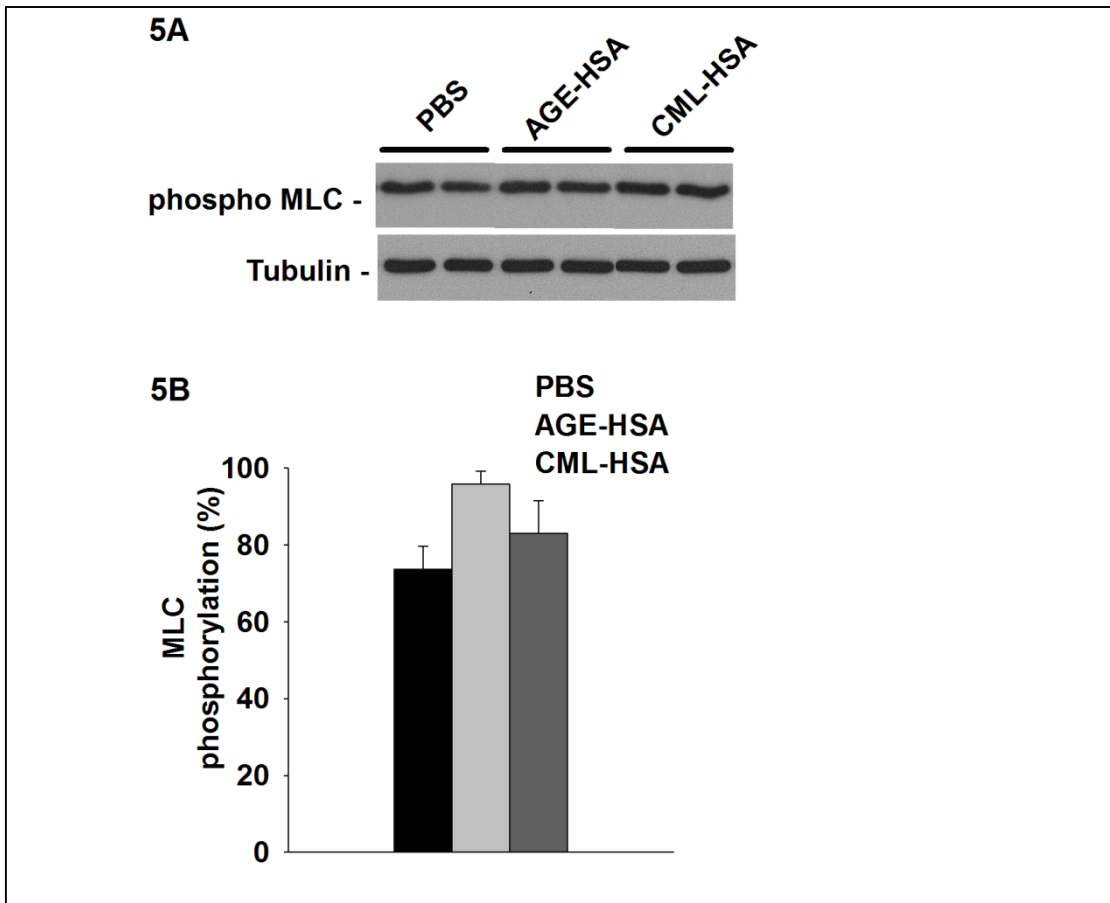 5A
PBS AGE-HSA CML-HSA
phospho MLC -
Tubulin -
5B
PBS
AGE-HSA
CML-HSA
MLC
phosphorylation (%)
100
80
60
40
20
0